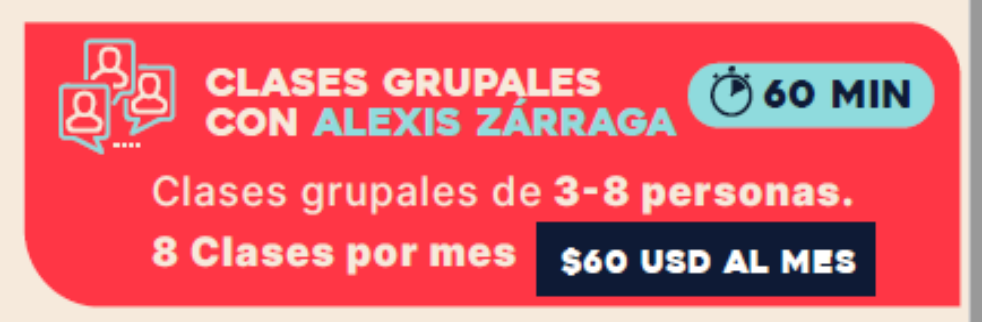 CLASES GRUPALES
CON ALEXIS ZÁRRAGA
60 MIN
Clases grupales de 3-8 personas.
8 Clases por mes
$60 USD AL MES